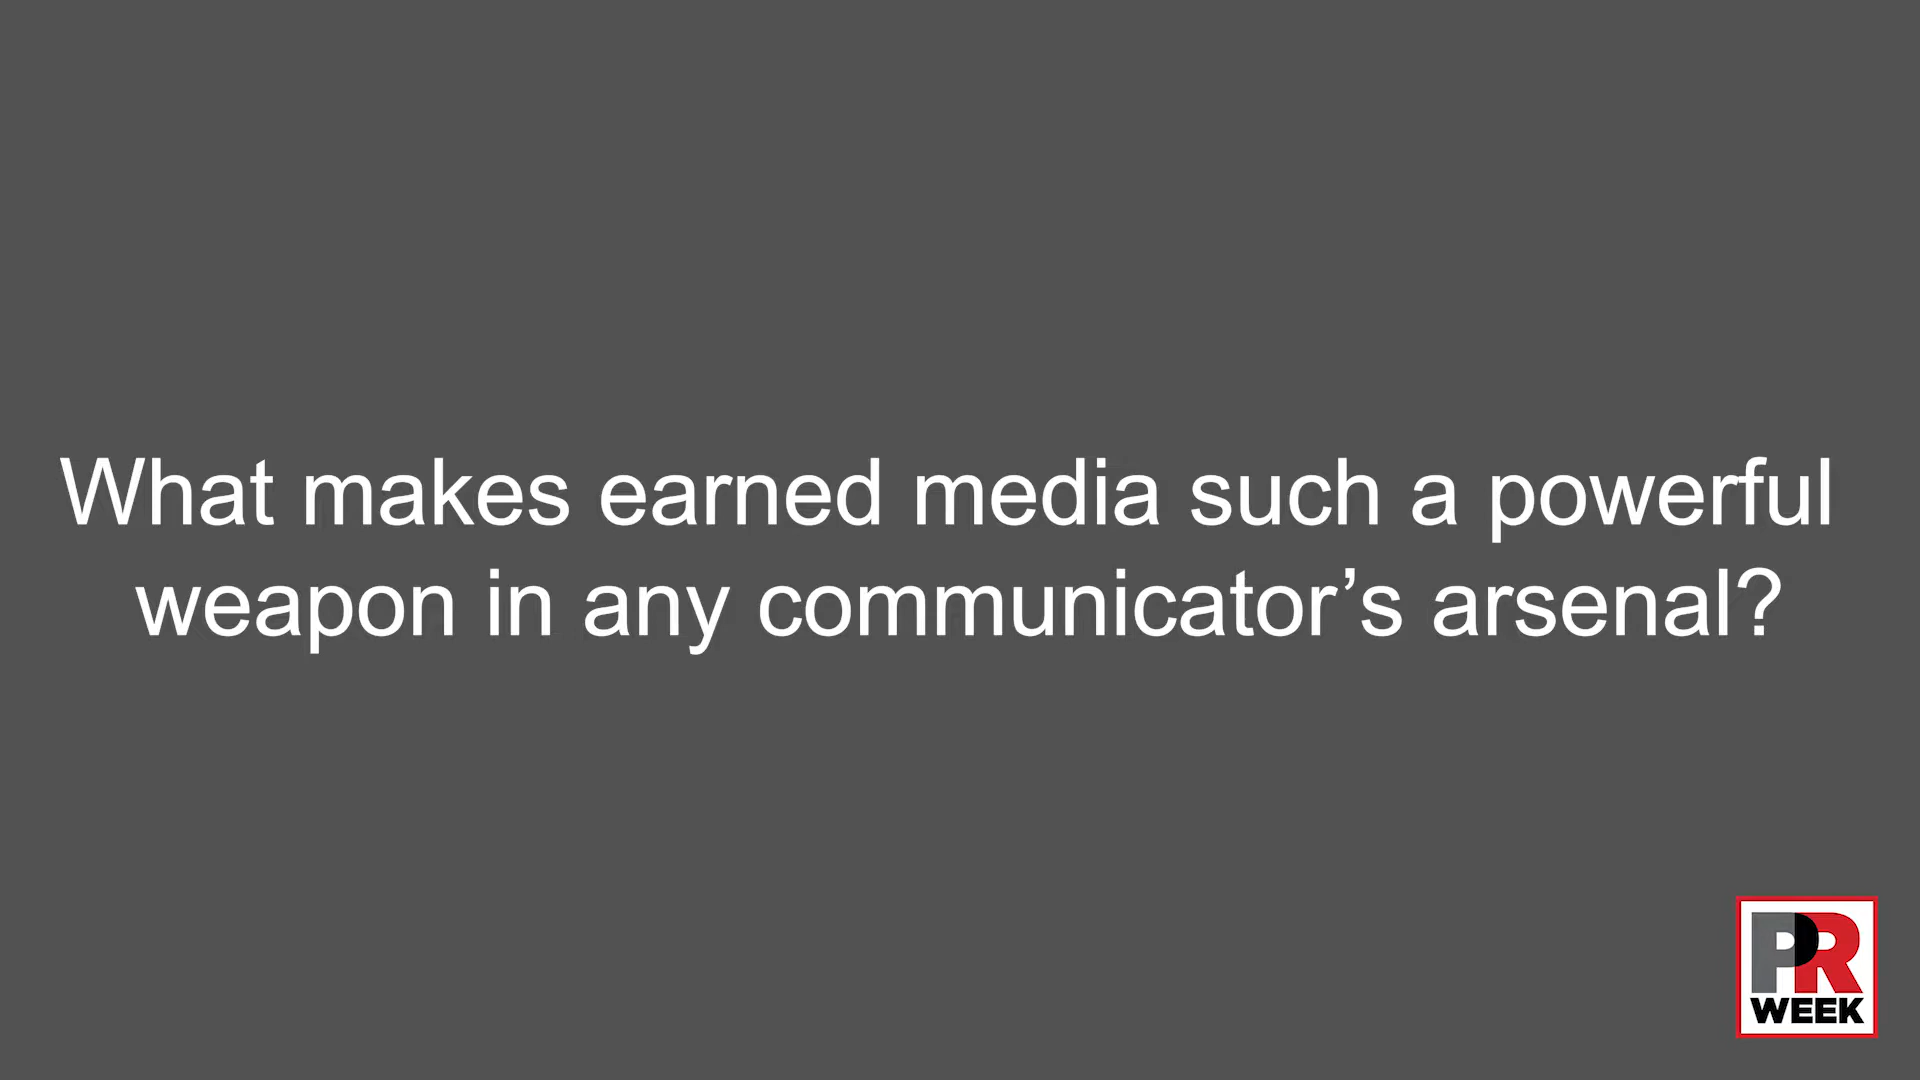 What makes earned media such a powerful
weapon in any communicator’s arsenal?
PR
WEEK